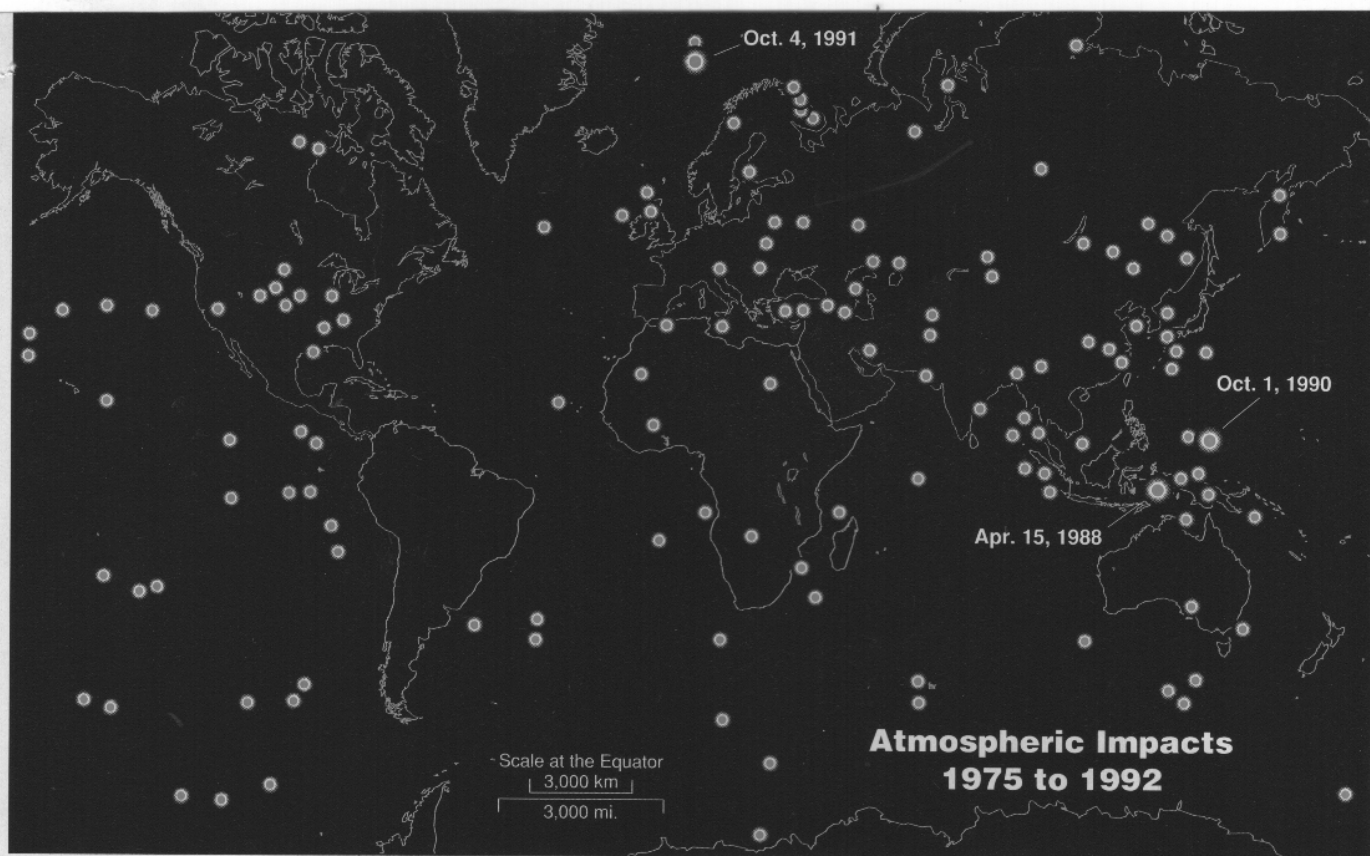 Oct. 4, 1991
Oct. 1, 1990
Apr. 15, 1988
Atmospheric Impacts
1975 to 1992
Scale at the Equator
3,000 km
3,000 mi.